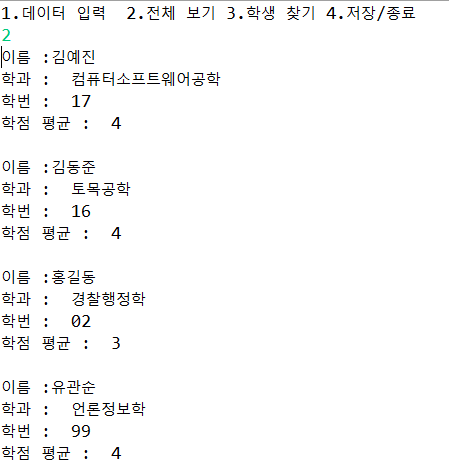 1.데이터 입력  2.전체 보기 3.학생 찾기 4.저장/종료
2
이름 :김예진
학과 :  컴퓨터소프트웨어공학
학번 :  17
학점 평균 :  4
이름 :김동준
학과 :  토목공학
학번 :  16
학점 평균 :  4
이름 :홍길동
학과 :  경찰행정학
학번 :  02
학점 평균 :  3
이름 :유관순
학과 :  언론정보학
학번 :  99
학점 평균 :  4